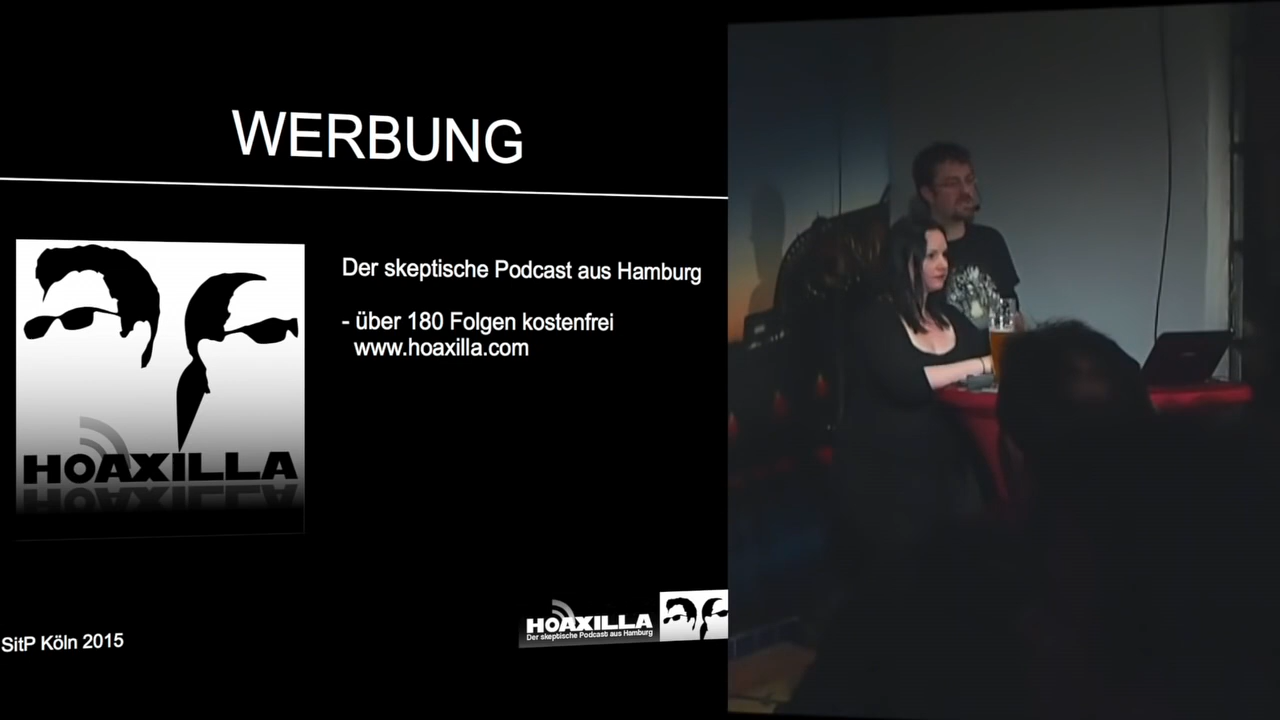 WERBUNG
Der skeptische Podcast aus Hamburg
- über 180 Folgen kostenfrei
www.hoaxilla.com
HOAXILLA
HOAXILLA
Der skeptische Podcast aus Hamburg
SitP Köln 2015